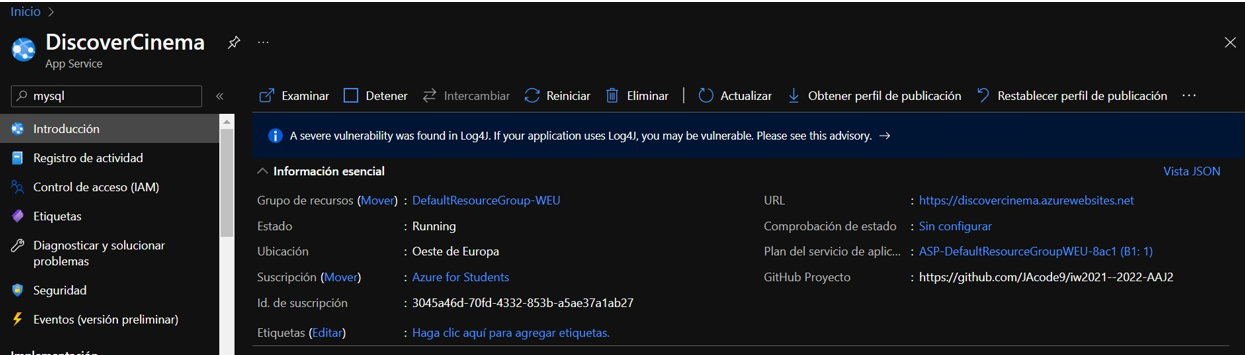 Inicio >
DiscoverCinema
...
App Service
mysql
«
Examinar
Detener
Intercambiar
Reiniciar
Eliminar
Actualizar
Obtener perfil de publicación
Restablecer perfil de publicación
...
Introducción
Registro de actividad
Control de acceso (IAM)
Etiquetas
Diagnosticar y solucionar
problemas
Seguridad
Eventos (versión preliminar)
Implementación
A severe vulnerability was found in Log4J. If your application uses Log4J, you may be vulnerable. Please see this advisory. →
Información esencial
Vista JSON
Grupo de recursos (Mover) : DefaultResourceGroup-WEU
Estado : Running
Ubicación : Oeste de Europa
Suscripción (Mover) : Azure for Students
Id. de suscripción : 3045a46d-70fd-4332-853b-a5ae37a1ab27
Etiquetas (Editar) : Haga clic aquí para agregar etiquetas.
URL : https://discovercinema.azurewebsites.net
Comprobación de estado : Sin configurar
Plan del servicio de aplic... : ASP-DefaultResourceGroupWEU-8ac1 (B1: 1)
GitHub Proyecto : https://github.com/JAcode9/iw2021--2022-AAJ2